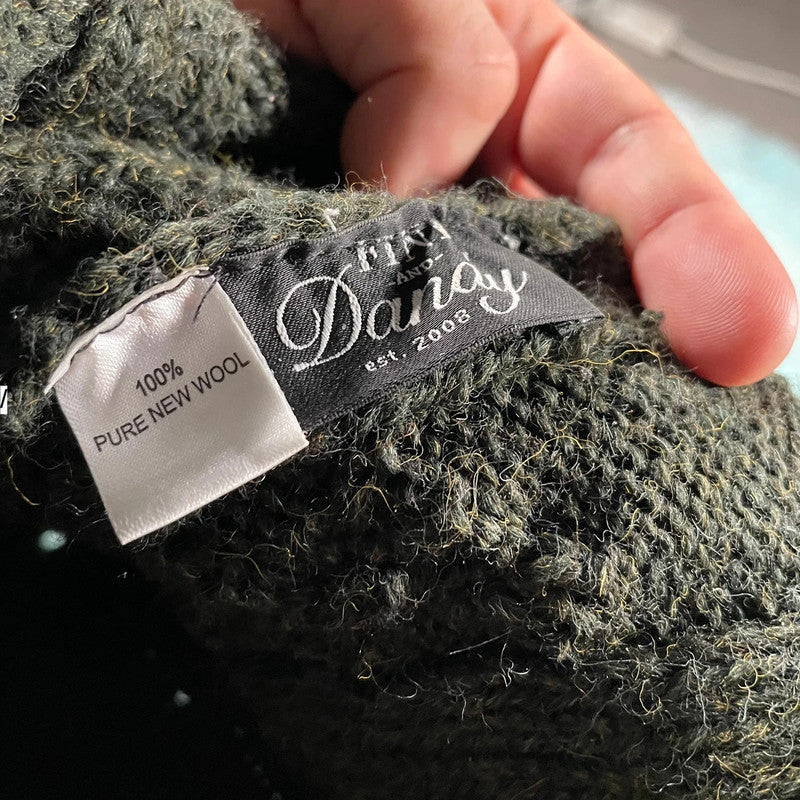 100%
PURE NEW WOOL
FINE
-AND-
Dandy
est. 2008